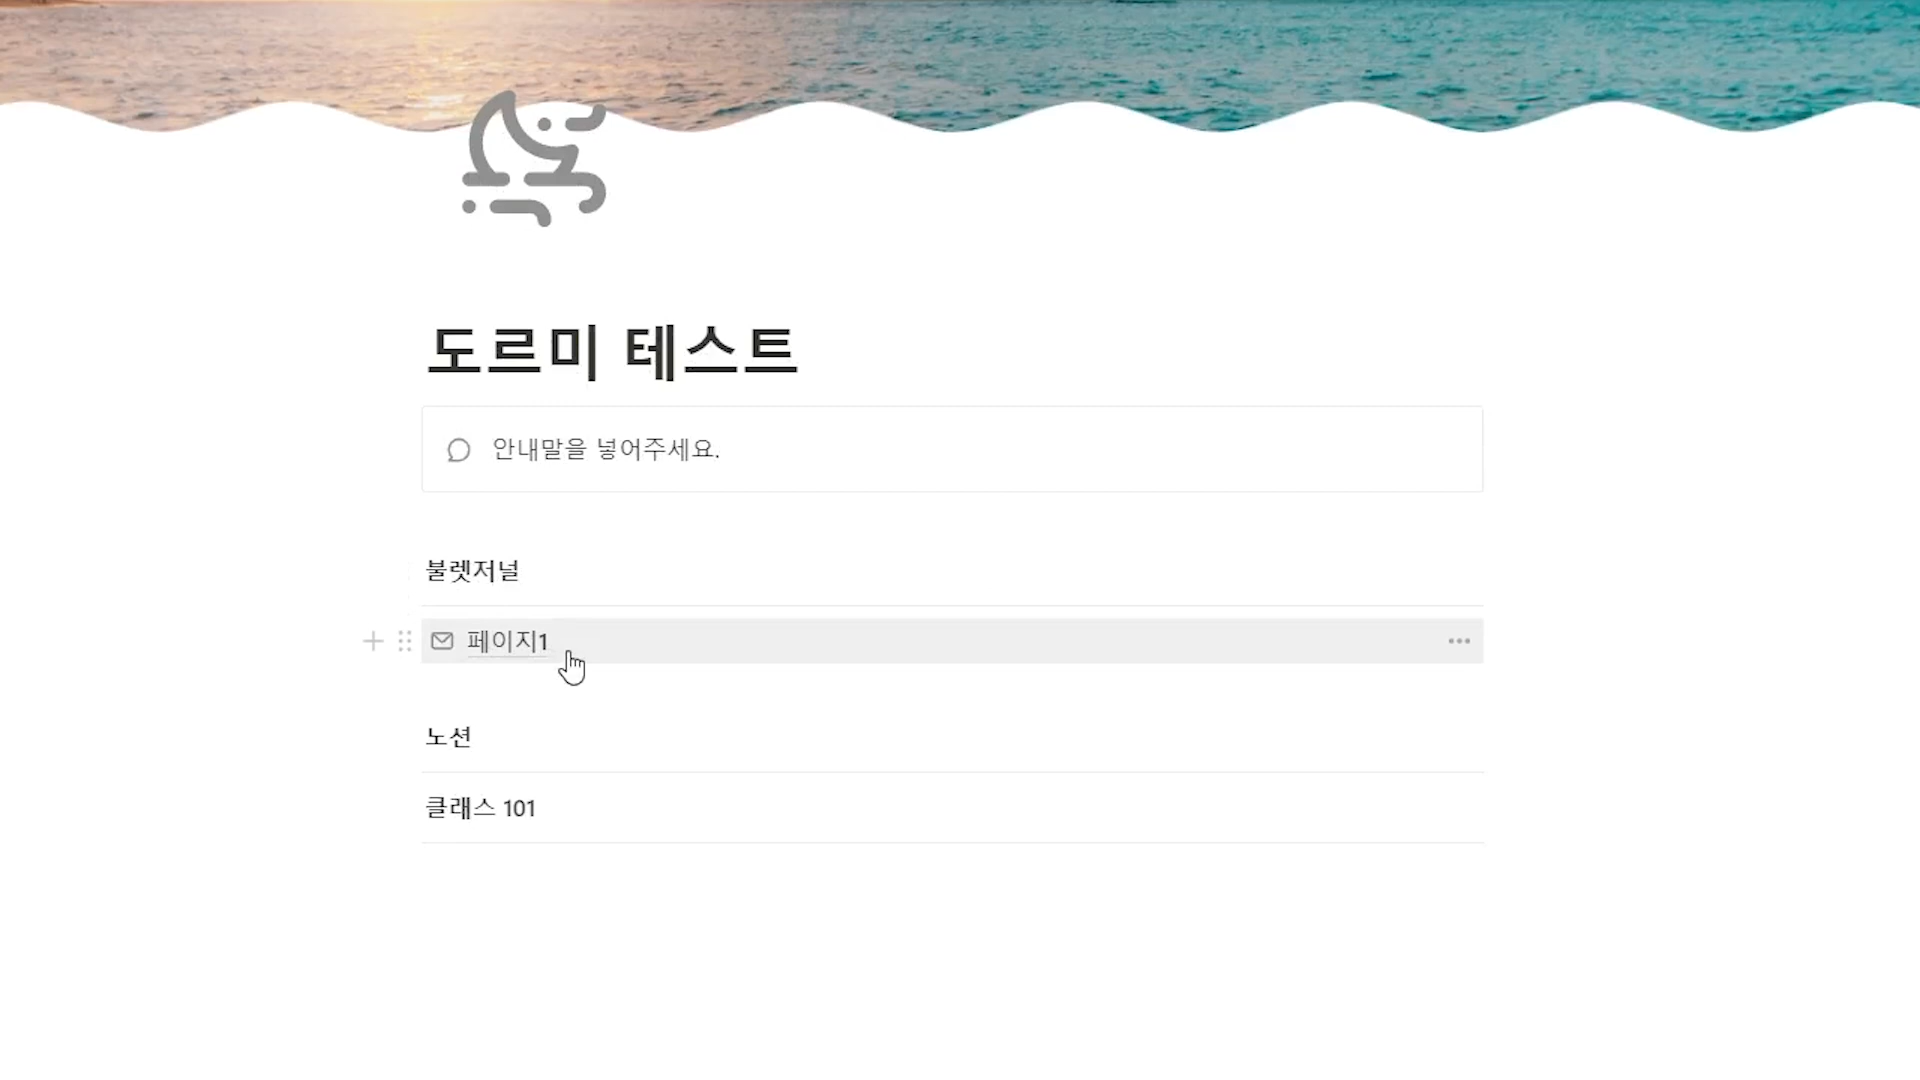 도르미 테스트
안내말을 넣어주세요.
불렛저널
페이지1
노션
클래스 101